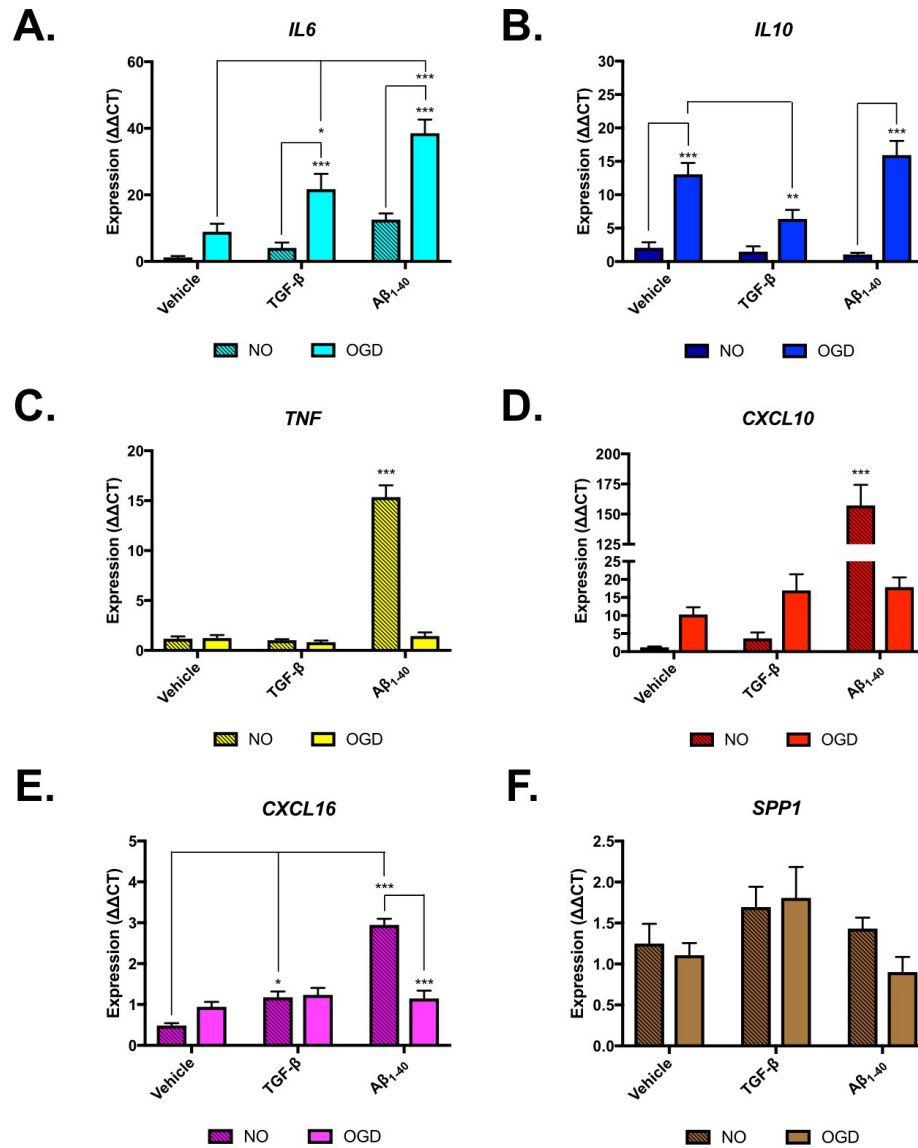 A.
IL6
Expression (ΔΔCT)
60
40
20
0
***
*
***
***
Vehicle
TGF-β
Aβ₁₋₄₀
NO OGD
B.
IL10
Expression (ΔΔCT)
30
25
20
15
10
5
0
***
**
***
Vehicle
TGF-β
Aβ₁₋₄₀
NO OGD
C.
TNF
Expression (ΔΔCT)
20
15
10
5
0
***
Vehicle
TGF-β
Aβ₁₋₄₀
NO OGD
D.
CXCL10
Expression (ΔΔCT)
200
175
150
125
25
20
15
10
5
0
***
Vehicle
TGF-β
Aβ₁₋₄₀
NO OGD
E.
CXCL16
Expression (ΔΔCT)
5
4
3
2
1
0
***
*
***
Vehicle
TGF-β
Aβ₁₋₄₀
NO OGD
F.
SPP1
Expression (ΔΔCT)
2.5
2.0
1.5
1.0
0.5
0.0
Vehicle
TGF-β
Aβ₁₋₄₀
NO OGD